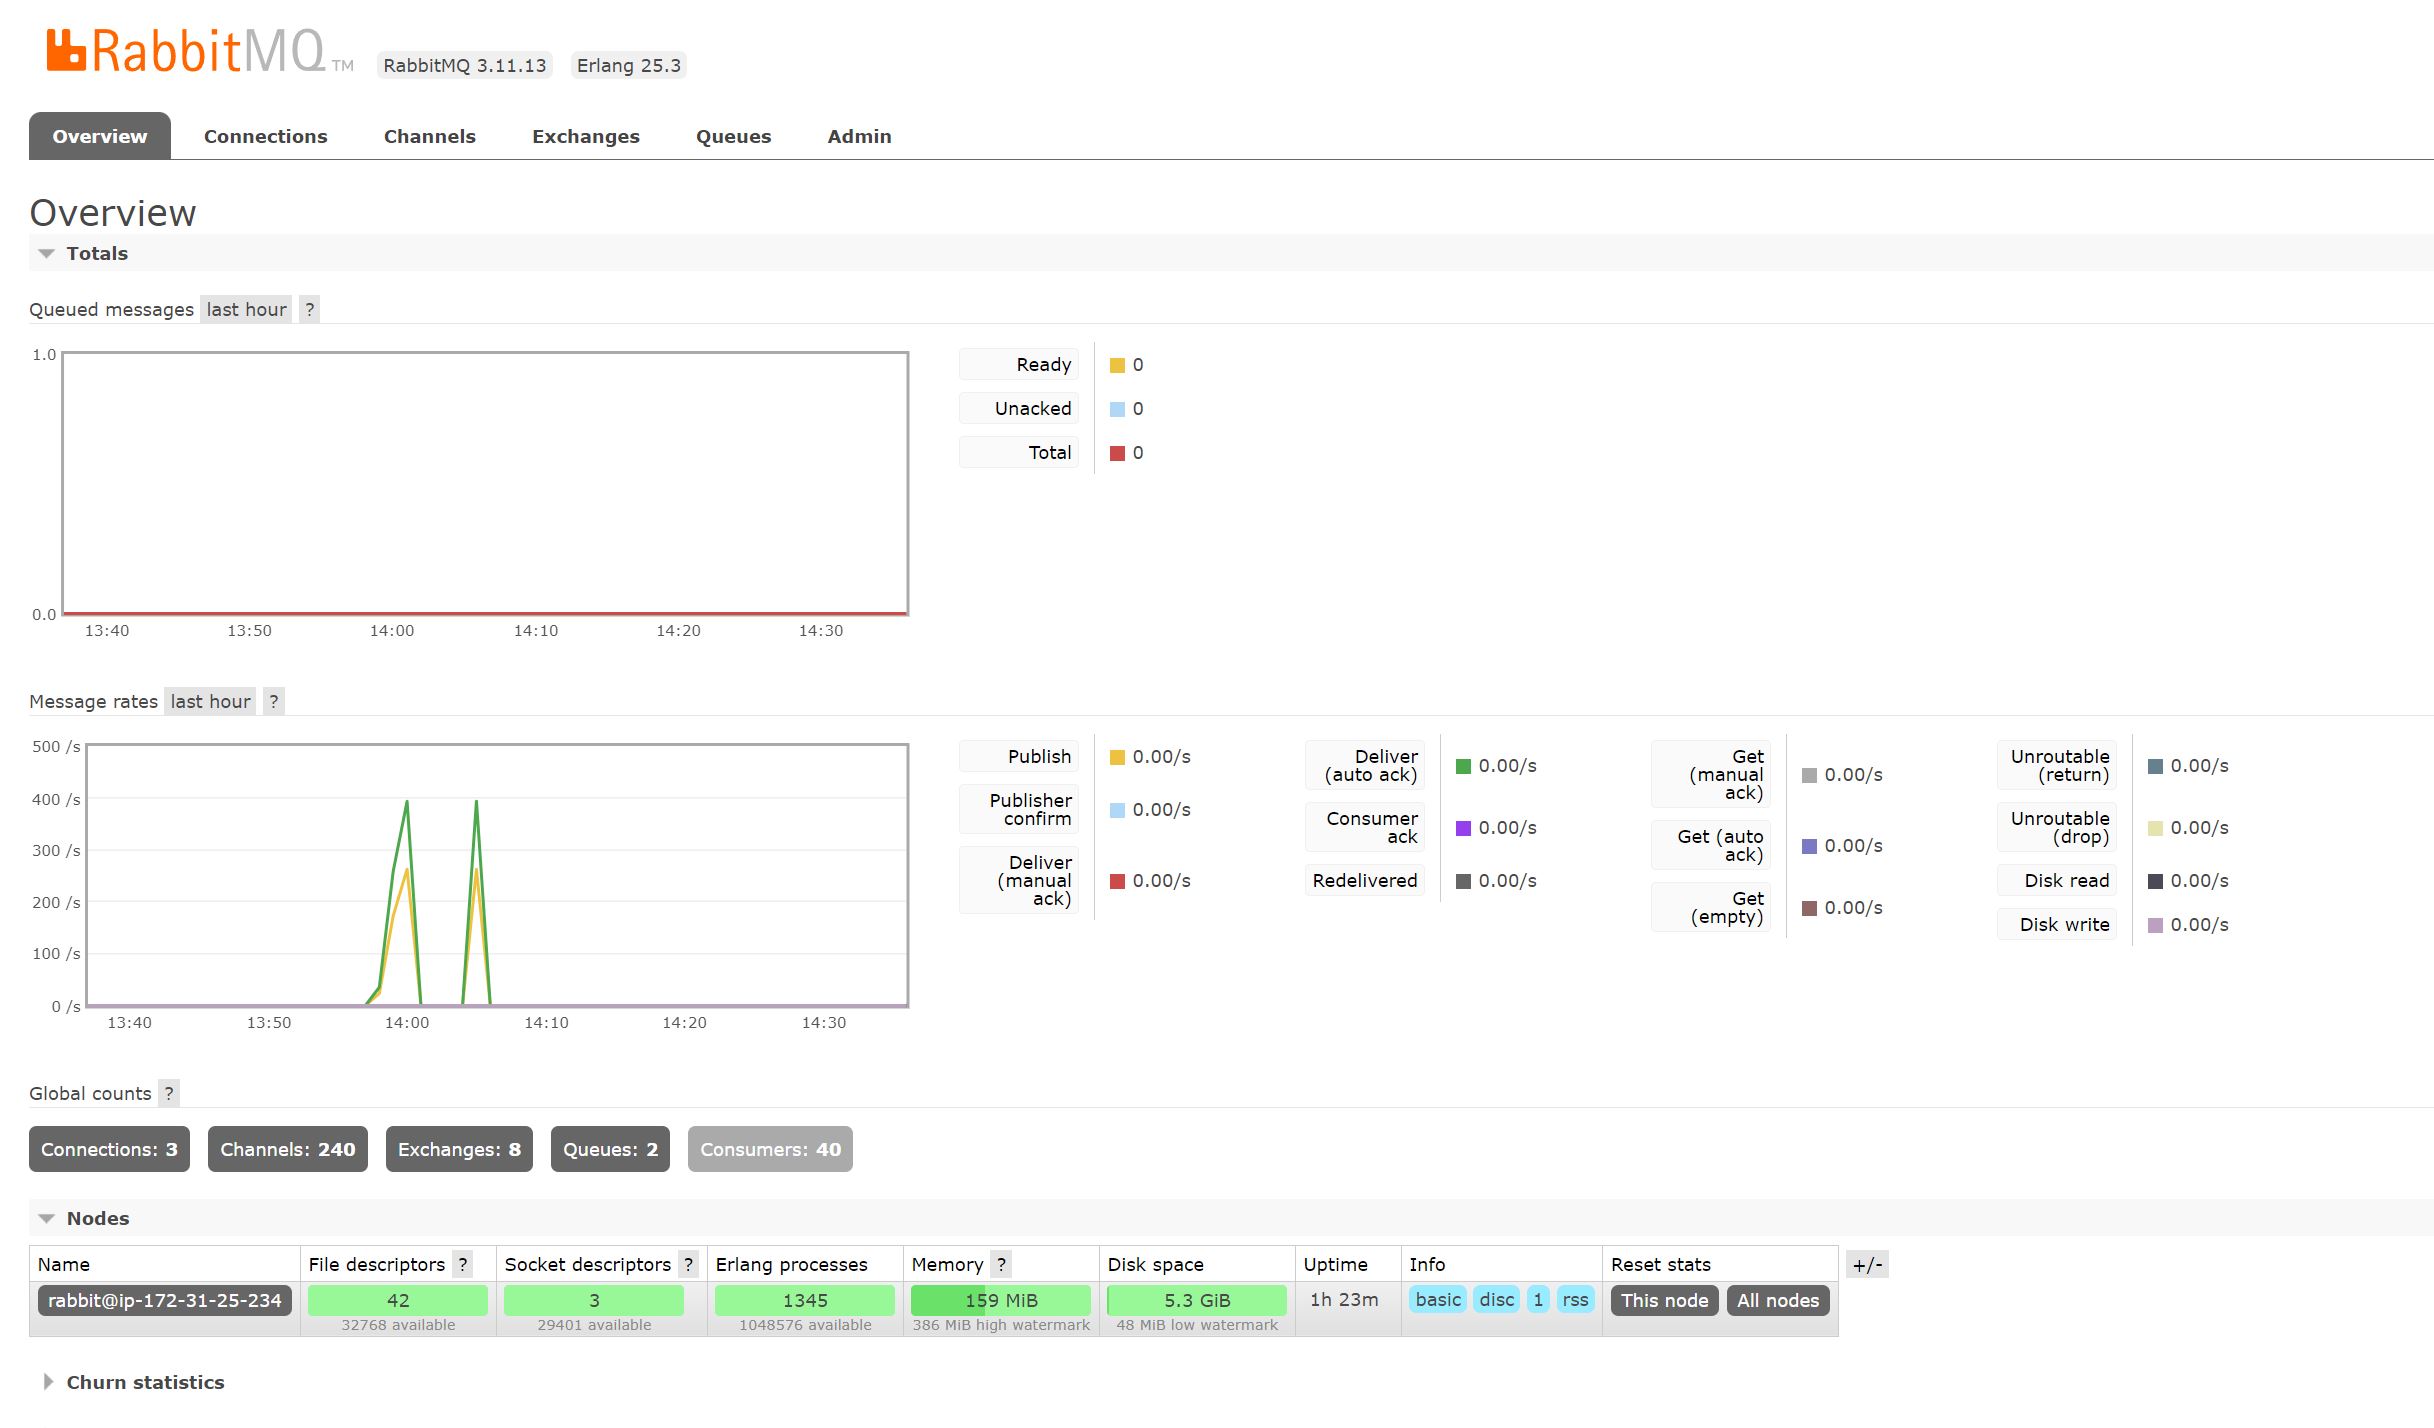 RabbitMQ TM RabbitMQ 3.11.13 Erlang 25.3
Overview Connections Channels Exchanges Queues Admin
Overview
Totals
Queued messages last hour ?
1.0
0.0
13:40 13:50 14:00 14:10 14:20 14:30
Ready 0
Unacked 0
Total 0
Message rates last hour ?
500 /s
400 /s
300 /s
200 /s
100 /s
0 /s
13:40 13:50 14:00 14:10 14:20 14:30
Publish 0.00/s
Publisher
confirm 0.00/s
Deliver
(manual
ack) 0.00/s
Deliver
(auto ack) 0.00/s
Consumer
ack 0.00/s
Redelivered 0.00/s
Get
(manual
ack) 0.00/s
Get (auto
ack) 0.00/s
Get
(empty) 0.00/s
Unroutable
(return) 0.00/s
Unroutable
(drop) 0.00/s
Disk read 0.00/s
Disk write 0.00/s
Global counts ?
Connections: 3 Channels: 240 Exchanges: 8 Queues: 2 Consumers: 40
Nodes
Name File descriptors ? Socket descriptors ? Erlang processes Memory ? Disk space Uptime Info Reset stats +/-
rabbit@ip-172-31-25-234 42 3 1345 159 MiB 5.3 GiB 1h 23m basic disc 1 rss This node All nodes
32768 available 29401 available 1048576 available 386 MiB high watermark 48 MiB low watermark
Churn statistics